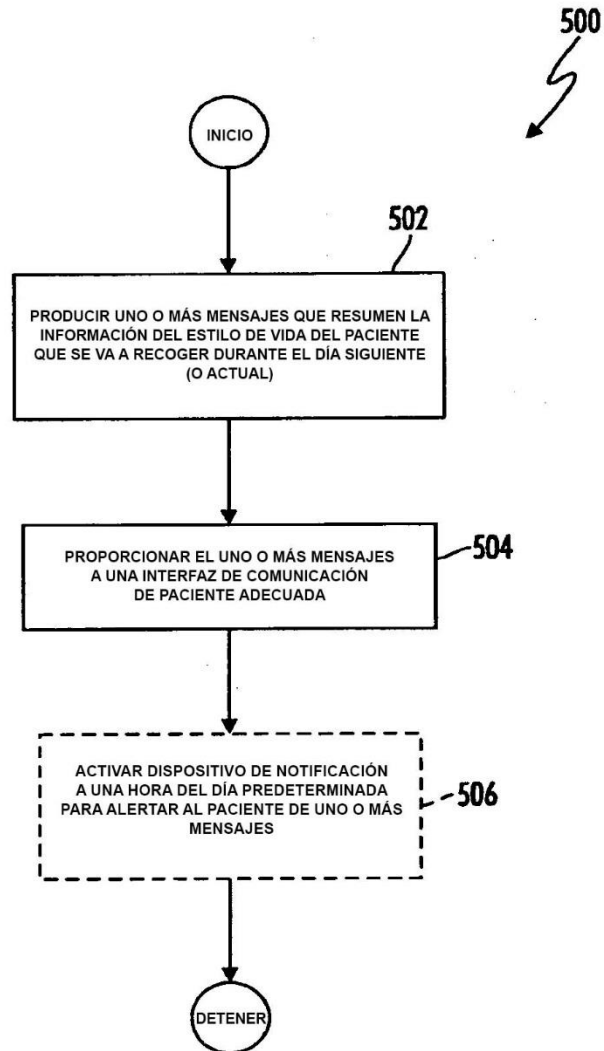 500
INICIO
502
PRODUCIR UNO O MÁS MENSAJES QUE RESUMEN LA
INFORMACIÓN DEL ESTILO DE VIDA DEL PACIENTE
QUE SE VA A RECOGER DURANTE EL DÍA SIGUIENTE
(O ACTUAL)
PROPORCIONAR EL UNO O MÁS MENSAJES
A UNA INTERFAZ DE COMUNICACIÓN
DE PACIENTE ADECUADA
504
ACTIVAR DISPOSITIVO DE NOTIFICACIÓN
A UNA HORA DEL DÍA PREDETERMINADA
PARA ALERTAR AL PACIENTE DE UNO O MÁS
MENSAJES
506
DETENER